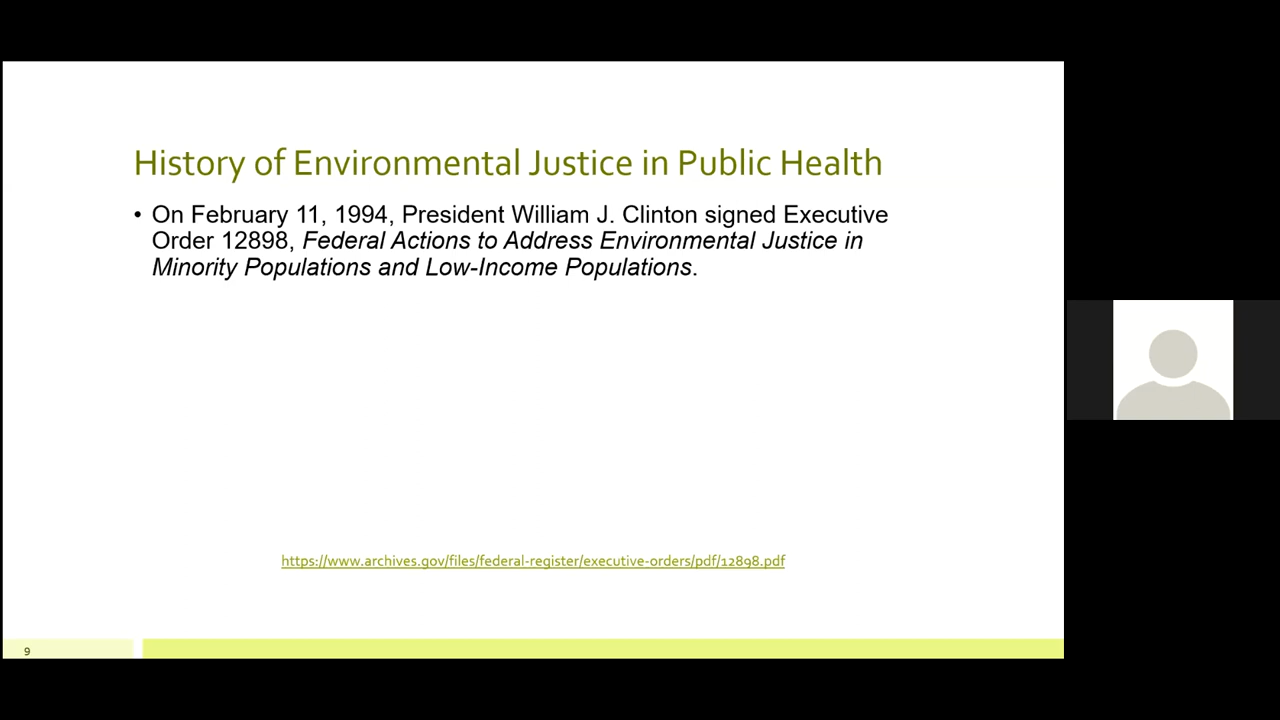 History of Environmental Justice in Public Health
• On February 11, 1994, President William J. Clinton signed Executive
Order 12898, Federal Actions to Address Environmental Justice in
Minority Populations and Low-Income Populations.
https://www.archives.gov/files/federal-register/executive-orders/pdf/12898.pdf
9